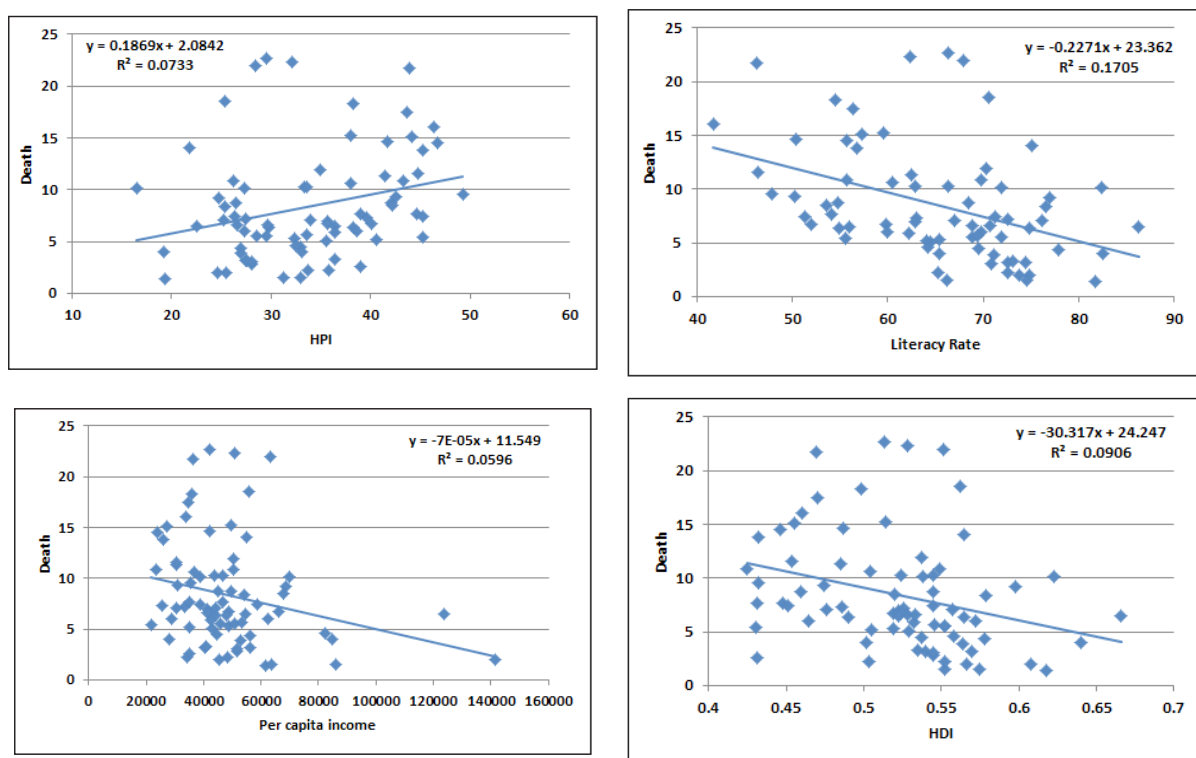 y = 0.1869x + 2.0842
R² = 0.0733
25
20
15
10
5
0
Death
10 20 30 40 50 60
HPI
y = -0.2271x + 23.362
R² = 0.1705
25
20
15
10
5
0
Death
40 50 60 70 80 90
Literacy Rate
y = -7E-05x + 11.549
R² = 0.0596
25
20
15
10
5
0
Death
0 20000 40000 60000 80000 100000 120000 140000 160000
Per capita income
y = -30.317x + 24.247
R² = 0.0906
25
20
15
10
5
0
Death
0.4 0.45 0.5 0.55 0.6 0.65 0.7
HDI